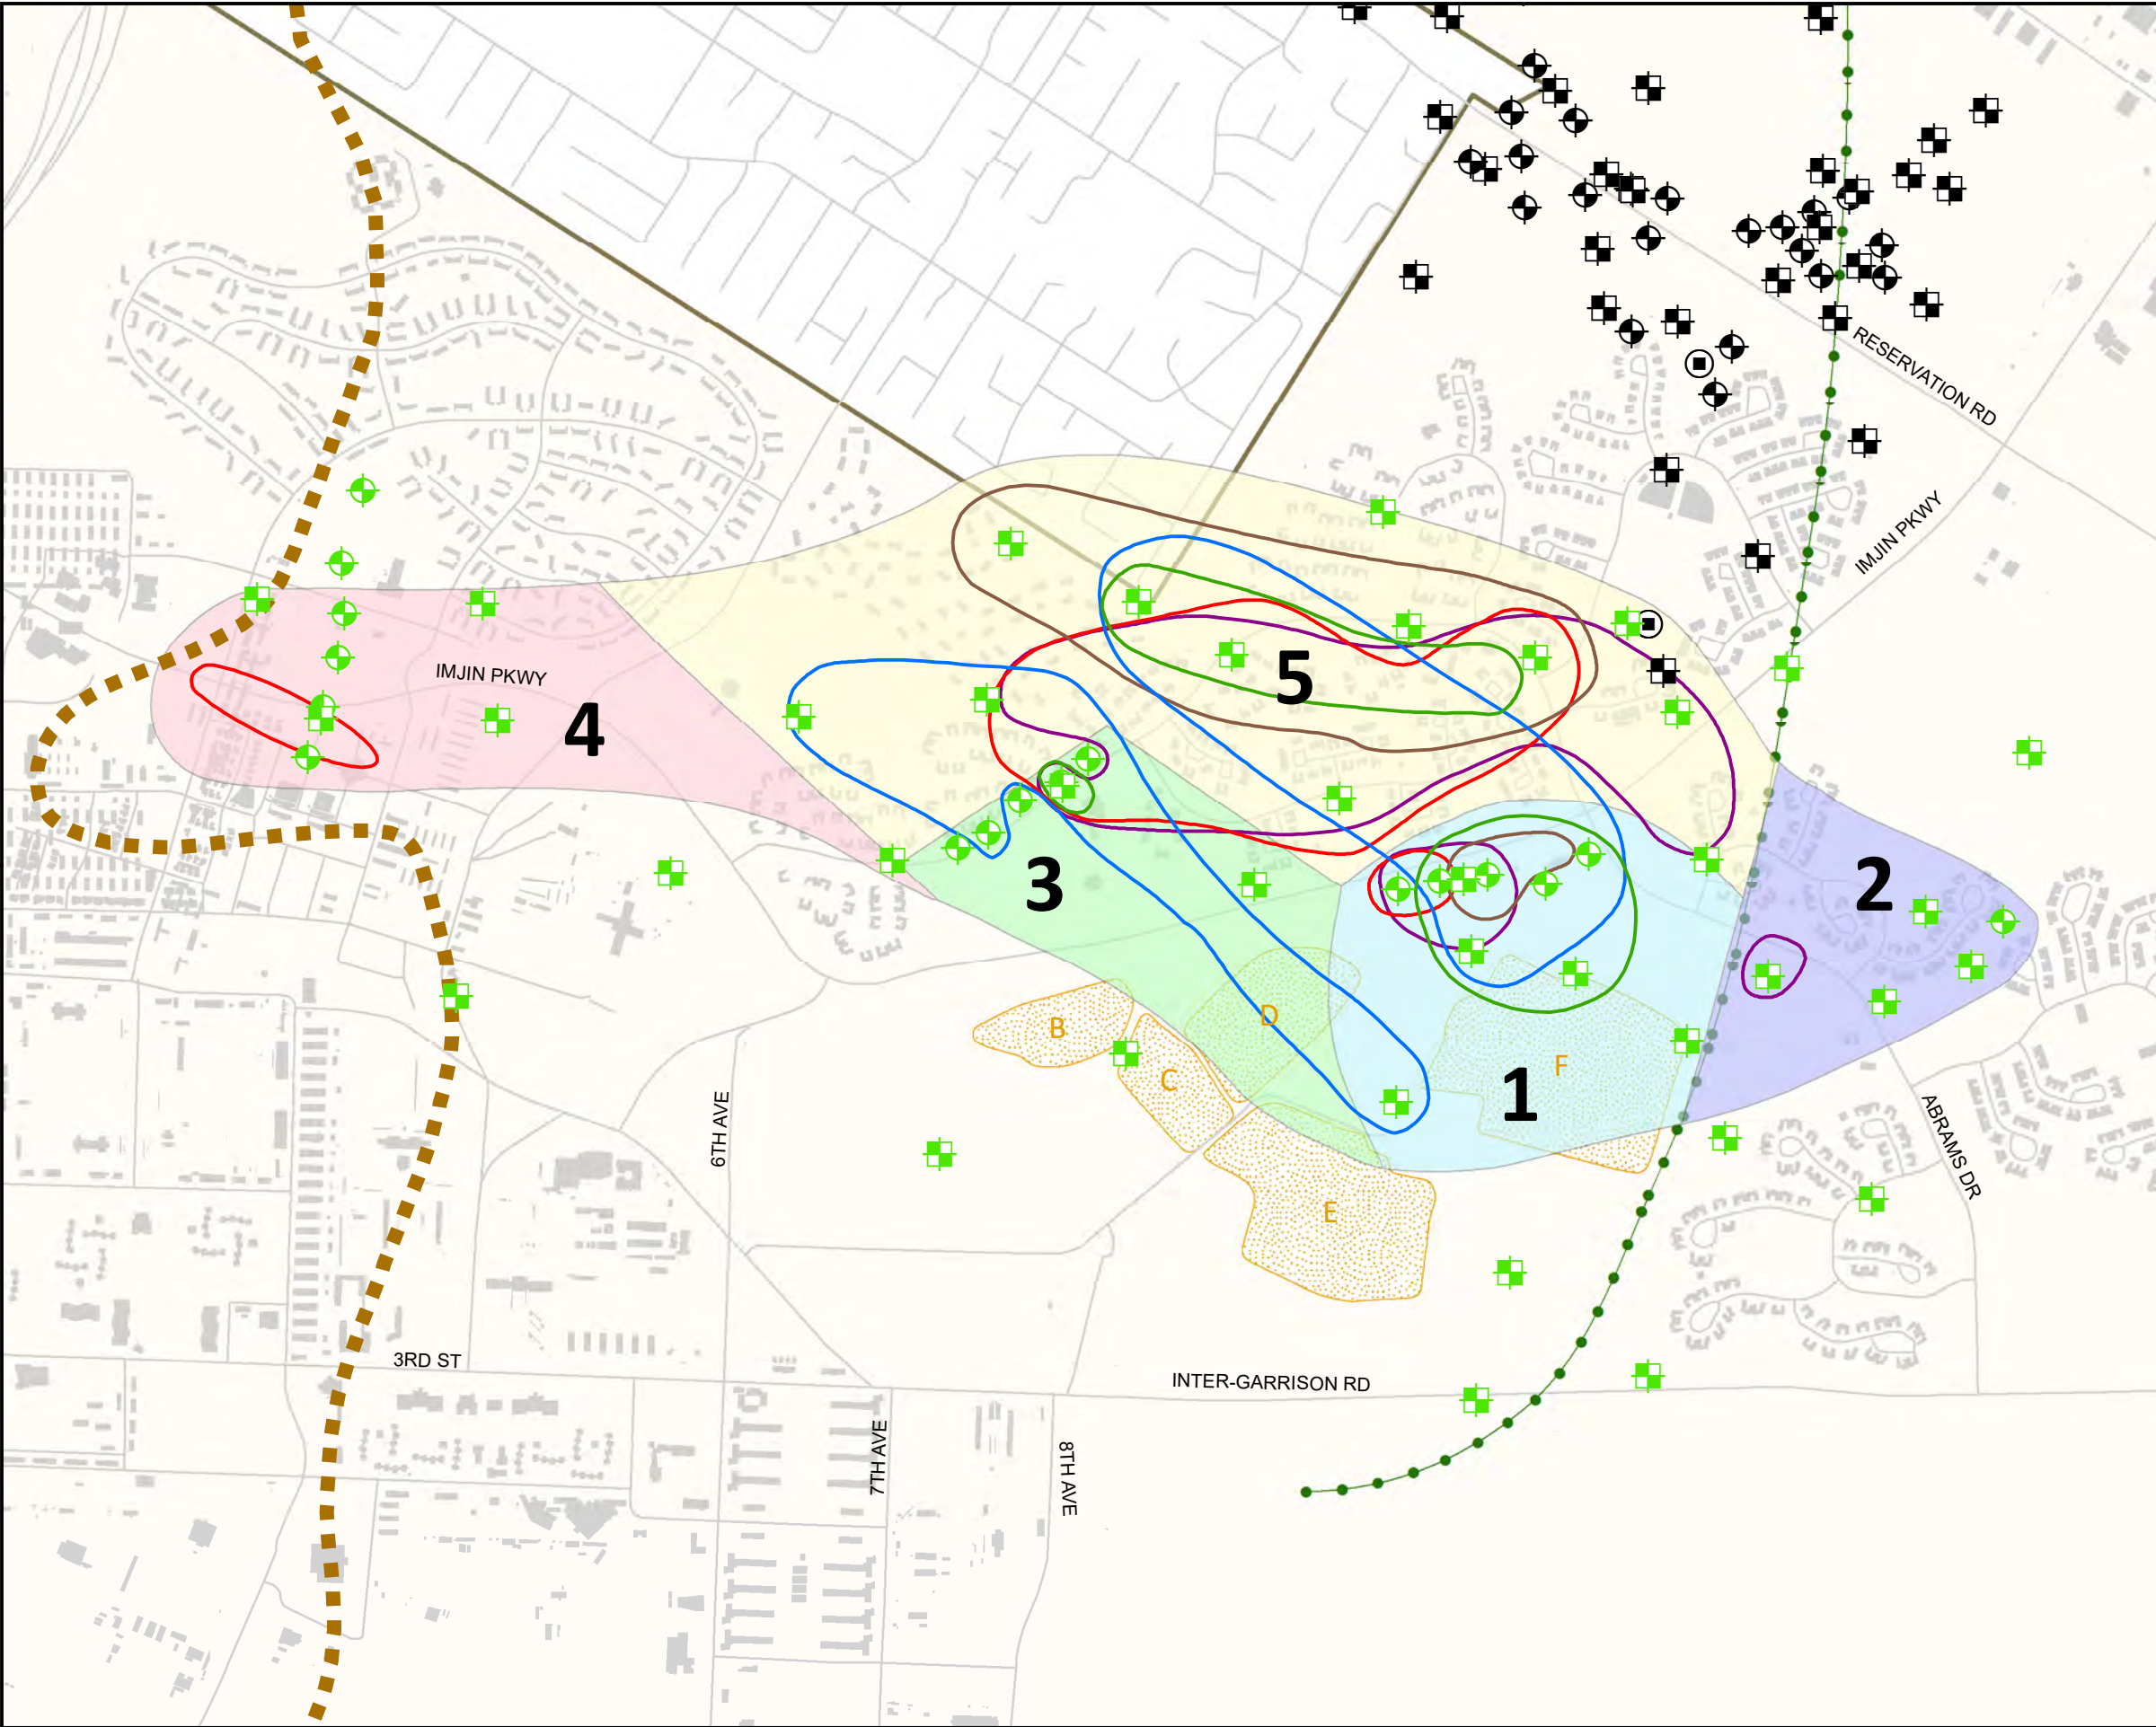 RESERVATION RD
IMJIN PKWY
IMJIN PKWY
5
4
3
2
B
D
C
F
1
6TH AVE
ABRAMS DR
E
3RD ST
INTER-GARRISON RD
7TH AVE
8TH AVE